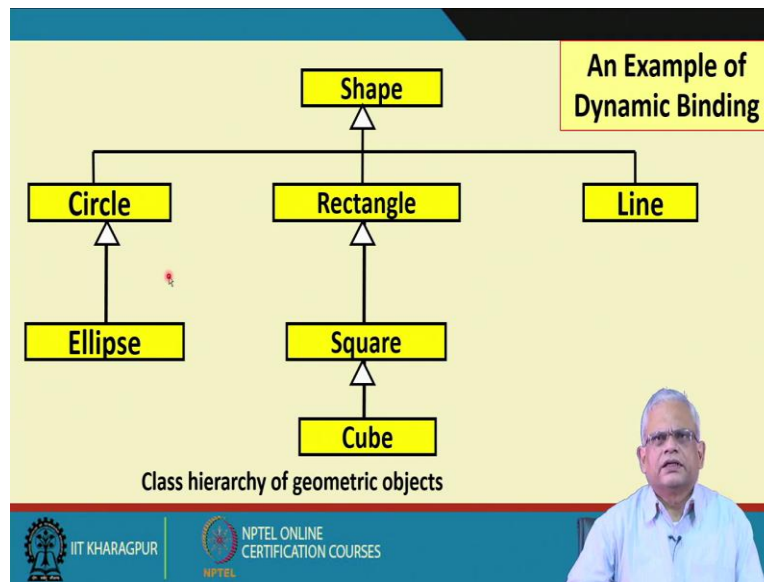 An Example of
Dynamic Binding
Shape
Circle
Rectangle
Line
Ellipse
Square
Cube
Class hierarchy of geometric objects
IIT KHARAGPUR
NPTEL
NPTEL ONLINE
CERTIFICATION COURSES